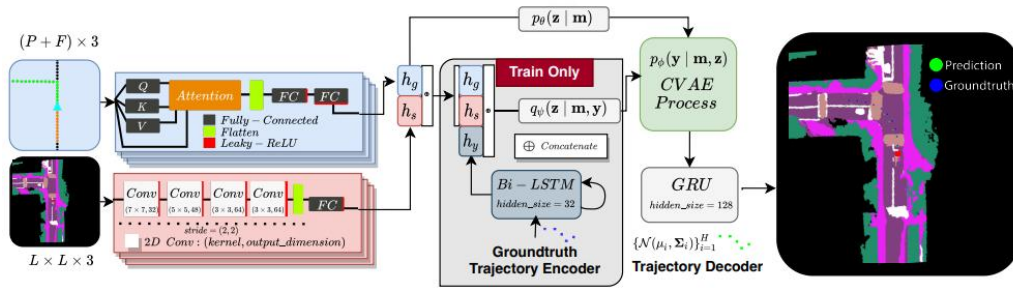 (P + F) × 3
Q
K
V
Attention
FC
FC
Fully−Connected
Flatten
Leaky−ReLU
L × L × 3
Conv
(7×7,32)
Conv
(5×5,48)
Conv
(3×3,64)
Conv
(3×3,64)
FC
stride = (2, 2)
2D Conv : (kernel, output_dimension)
h_g
h_s
p_θ(z | m)
Train Only
h_g
h_s
h_y
q_ψ(z | m, y)
⊕ Concatenate
Bi − LSTM
hidden_size = 32
Groundtruth
Trajectory Encoder
p_ϕ(y | m, z)
CVAE
Process
GRU
hidden_size = 128
{N(μ_i, Σ_i)}_{i=1}^H
Trajectory Decoder
Prediction
Groundtruth